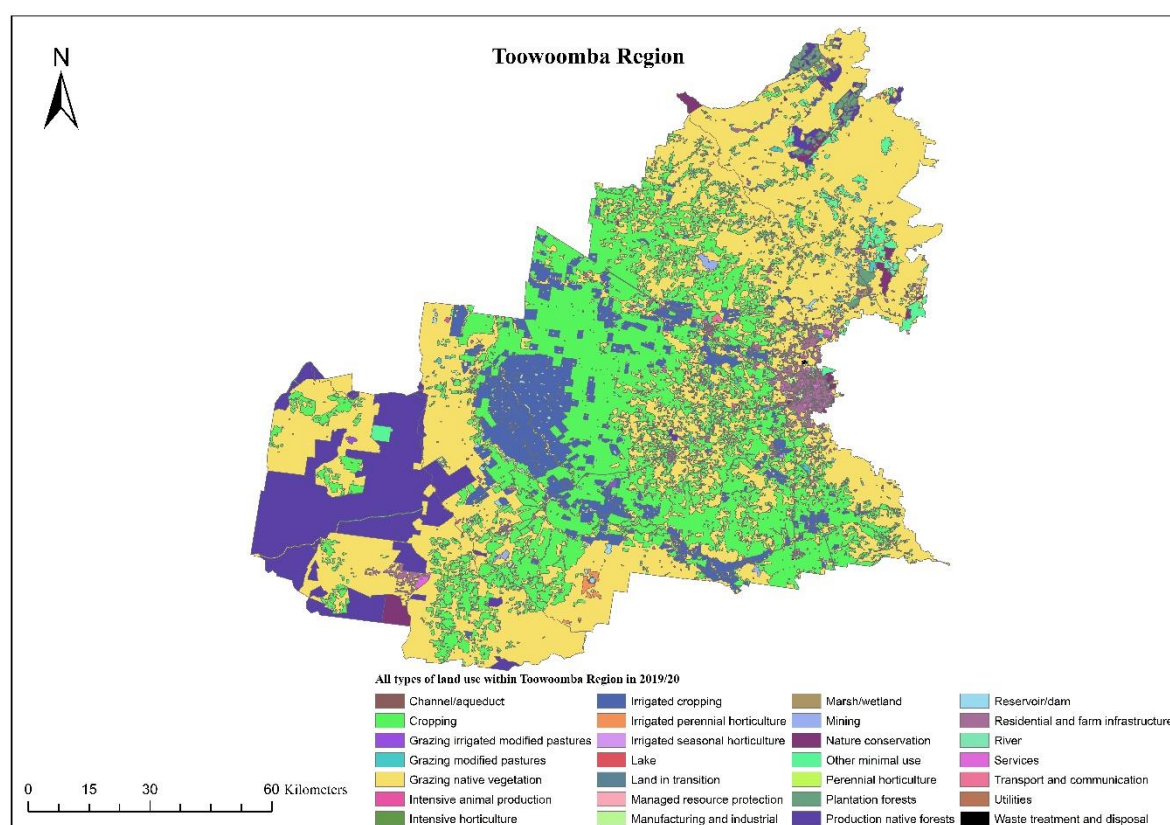 N
Toowoomba Region
All types of land use within Toowoomba Region in 2019/20
Channel/aqueduct
Cropping
Grazing irrigated modified pastures
Grazing modified pastures
Grazing native vegetation
Intensive animal production
Intensive horticulture
Irrigated cropping
Irrigated perennial horticulture
Irrigated seasonal horticulture
Lake
Land in transition
Managed resource protection
Manufacturing and industrial
Marsh/wetland
Mining
Nature conservation
Other minimal use
Perennial horticulture
Plantation forests
Production native forests
Reservoir/dam
Residential and farm infrastructure
River
Services
Transport and communication
Utilities
Waste treatment and disposal
0 15 30 60 Kilometers